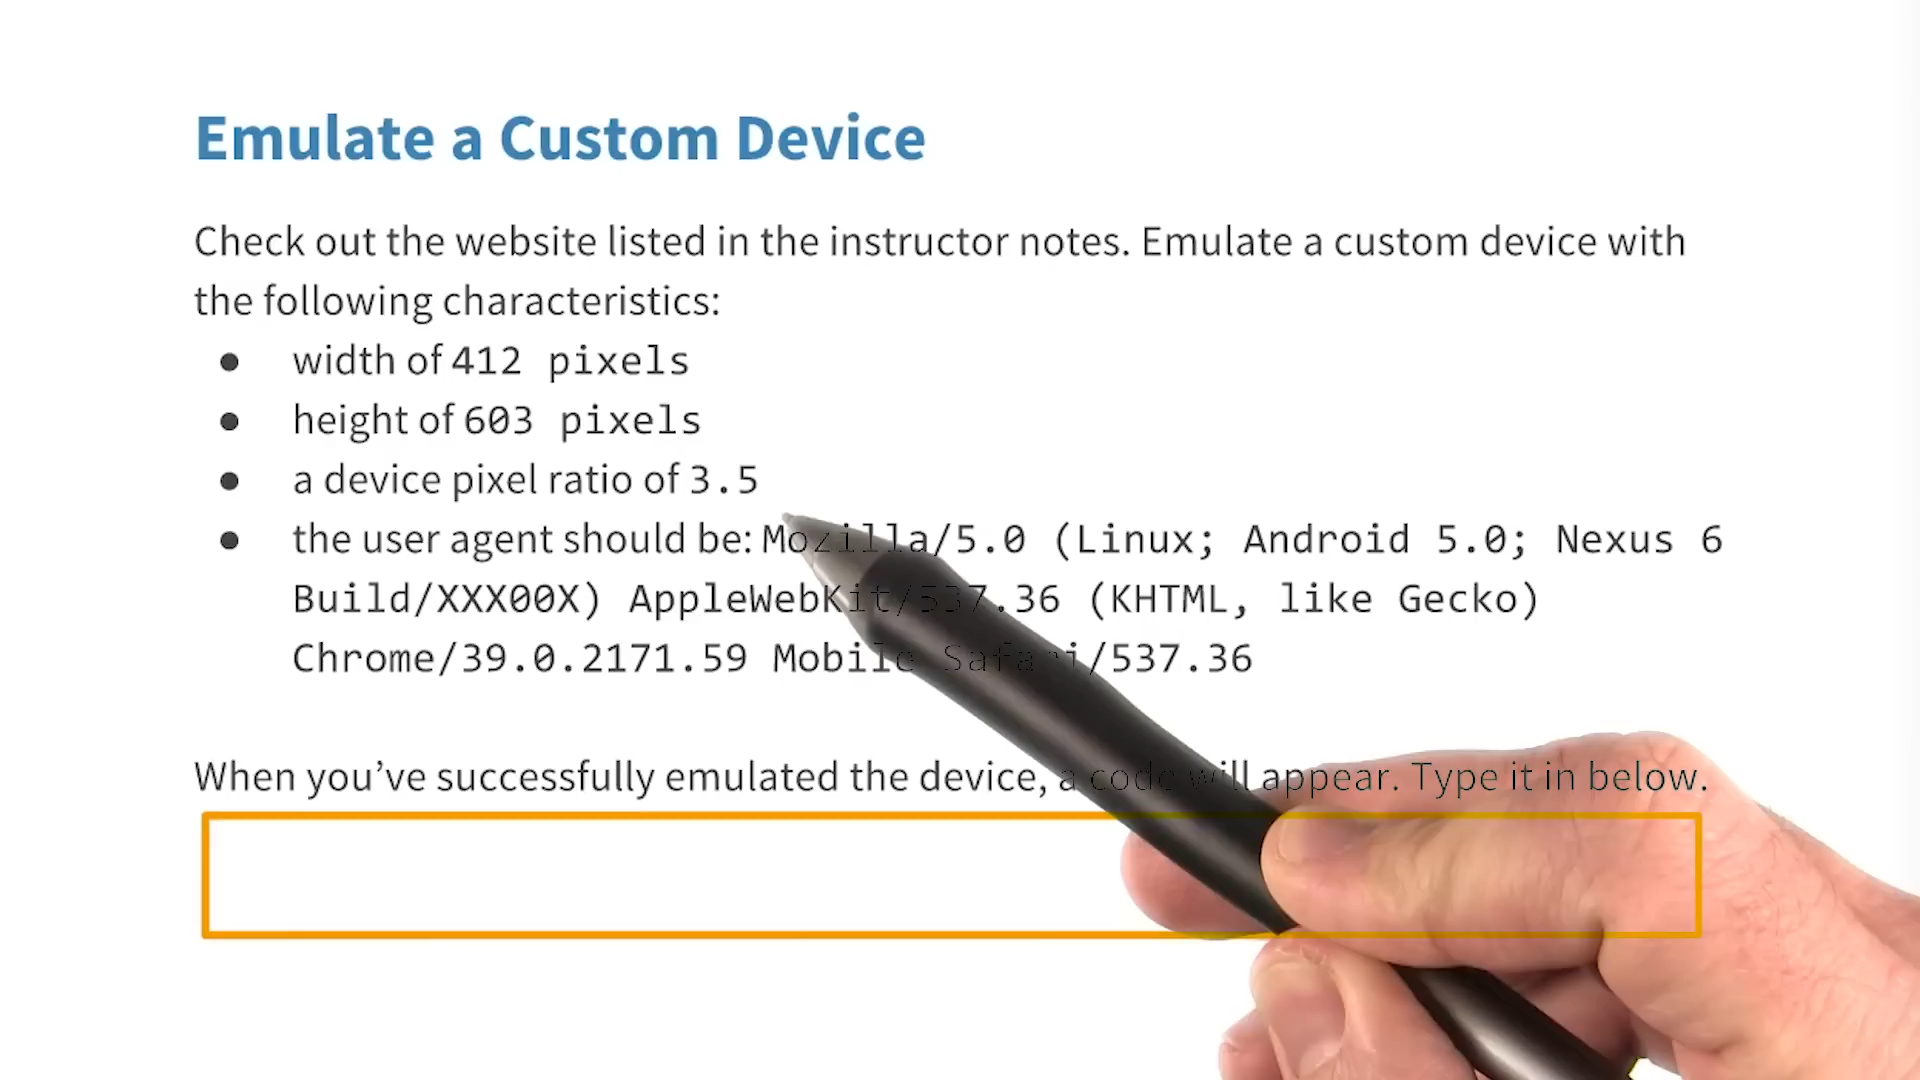 Emulate a Custom Device
Check out the website listed in the instructor notes. Emulate a custom device with
the following characteristics:
● width of 412 pixels
● height of 603 pixels
● a device pixel ratio of 3.5
● the user agent should be: Mozilla/5.0 (Linux; Android 5.0; Nexus 6
Build/XXX00X) AppleWebKit/537.36 (KHTML, like Gecko)
Chrome/39.0.2171.59 Mobile Safari/537.36
When you’ve successfully emulated the device, a code will appear. Type it in below.